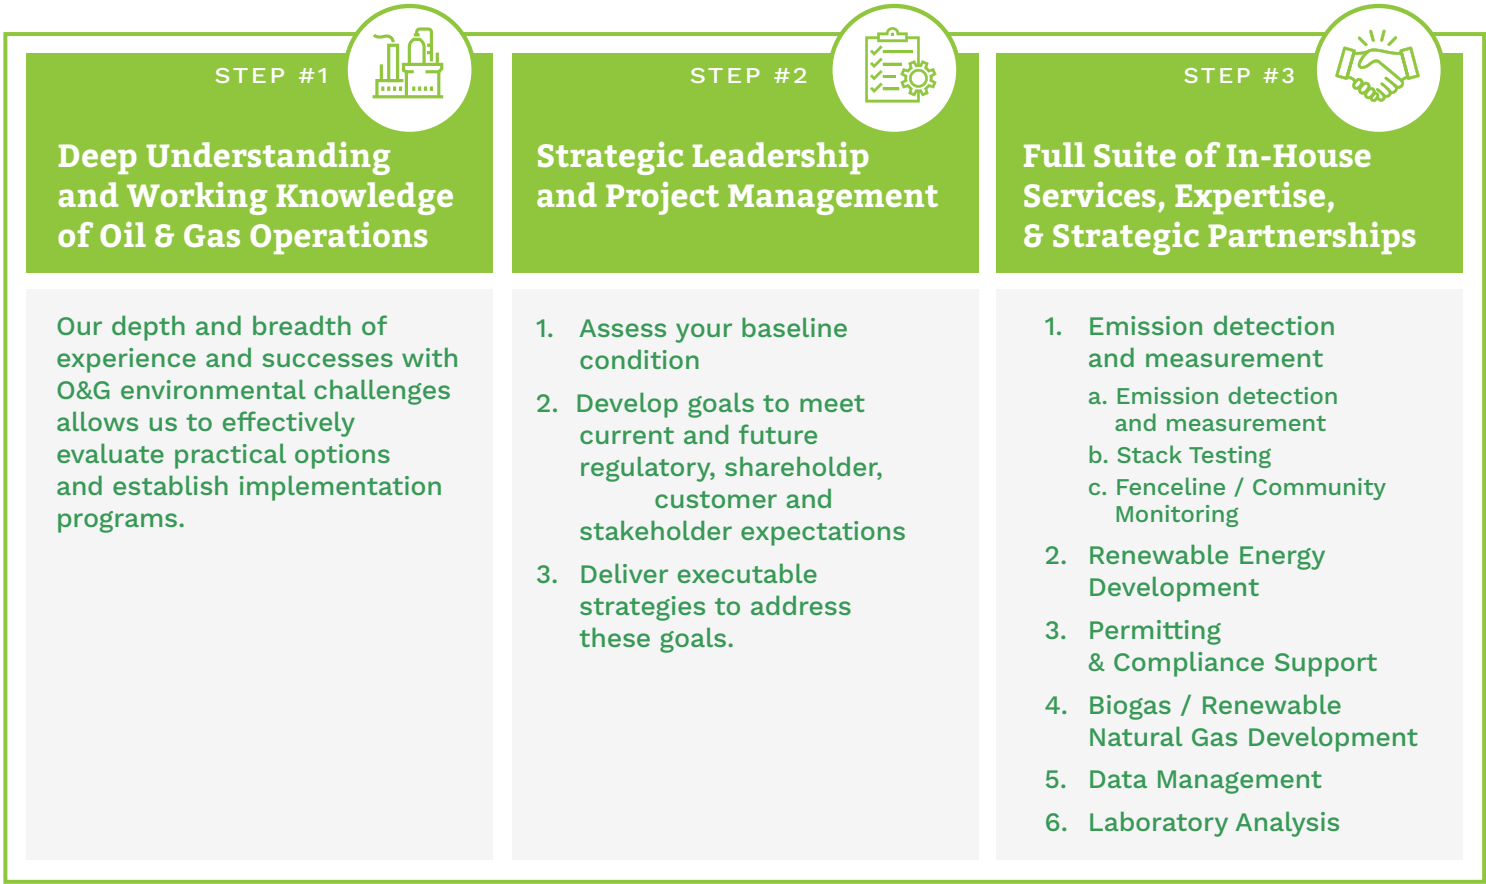 STEP #1
Deep Understanding
and Working Knowledge
of Oil & Gas Operations
Our depth and breadth of
experience and successes with
O&G environmental challenges
allows us to effectively
evaluate practical options
and establish implementation
programs.
STEP #2
Strategic Leadership
and Project Management
1. Assess your baseline
condition
2. Develop goals to meet
current and future
regulatory, shareholder,
customer and
stakeholder expectations
3. Deliver executable
strategies to address
these goals.
STEP #3
Full Suite of In-House
Services, Expertise,
& Strategic Partnerships
1. Emission detection
and measurement
a. Emission detection
and measurement
b. Stack Testing
c. Fenceline / Community
Monitoring
2. Renewable Energy
Development
3. Permitting
& Compliance Support
4. Biogas / Renewable
Natural Gas Development
5. Data Management
6. Laboratory Analysis